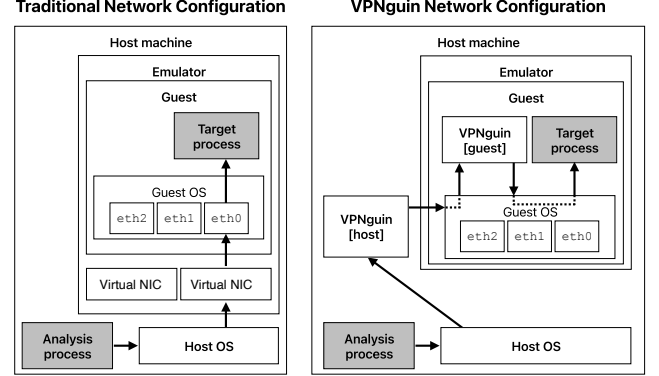 Traditional Network Configuration
Host machine
Emulator
Guest
Target
process
Guest OS
eth2 eth1 eth0
Virtual NIC Virtual NIC
Analysis
process
Host OS
VPNguin Network Configuration
Host machine
Emulator
Guest
VPNguin
[guest]
Target
process
VPNguin
[host]
Guest OS
eth2 eth1 eth0
Analysis
process
Host OS